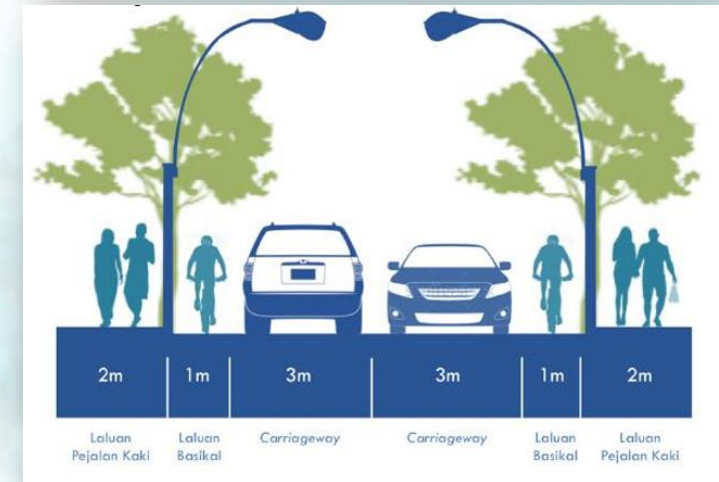 2m 1m 3m 3m 1m 2m
Laluan Laluan Carriageway Carriageway Laluan Laluan
Pejalan Kaki Basikal Basikal Pejalan Kaki